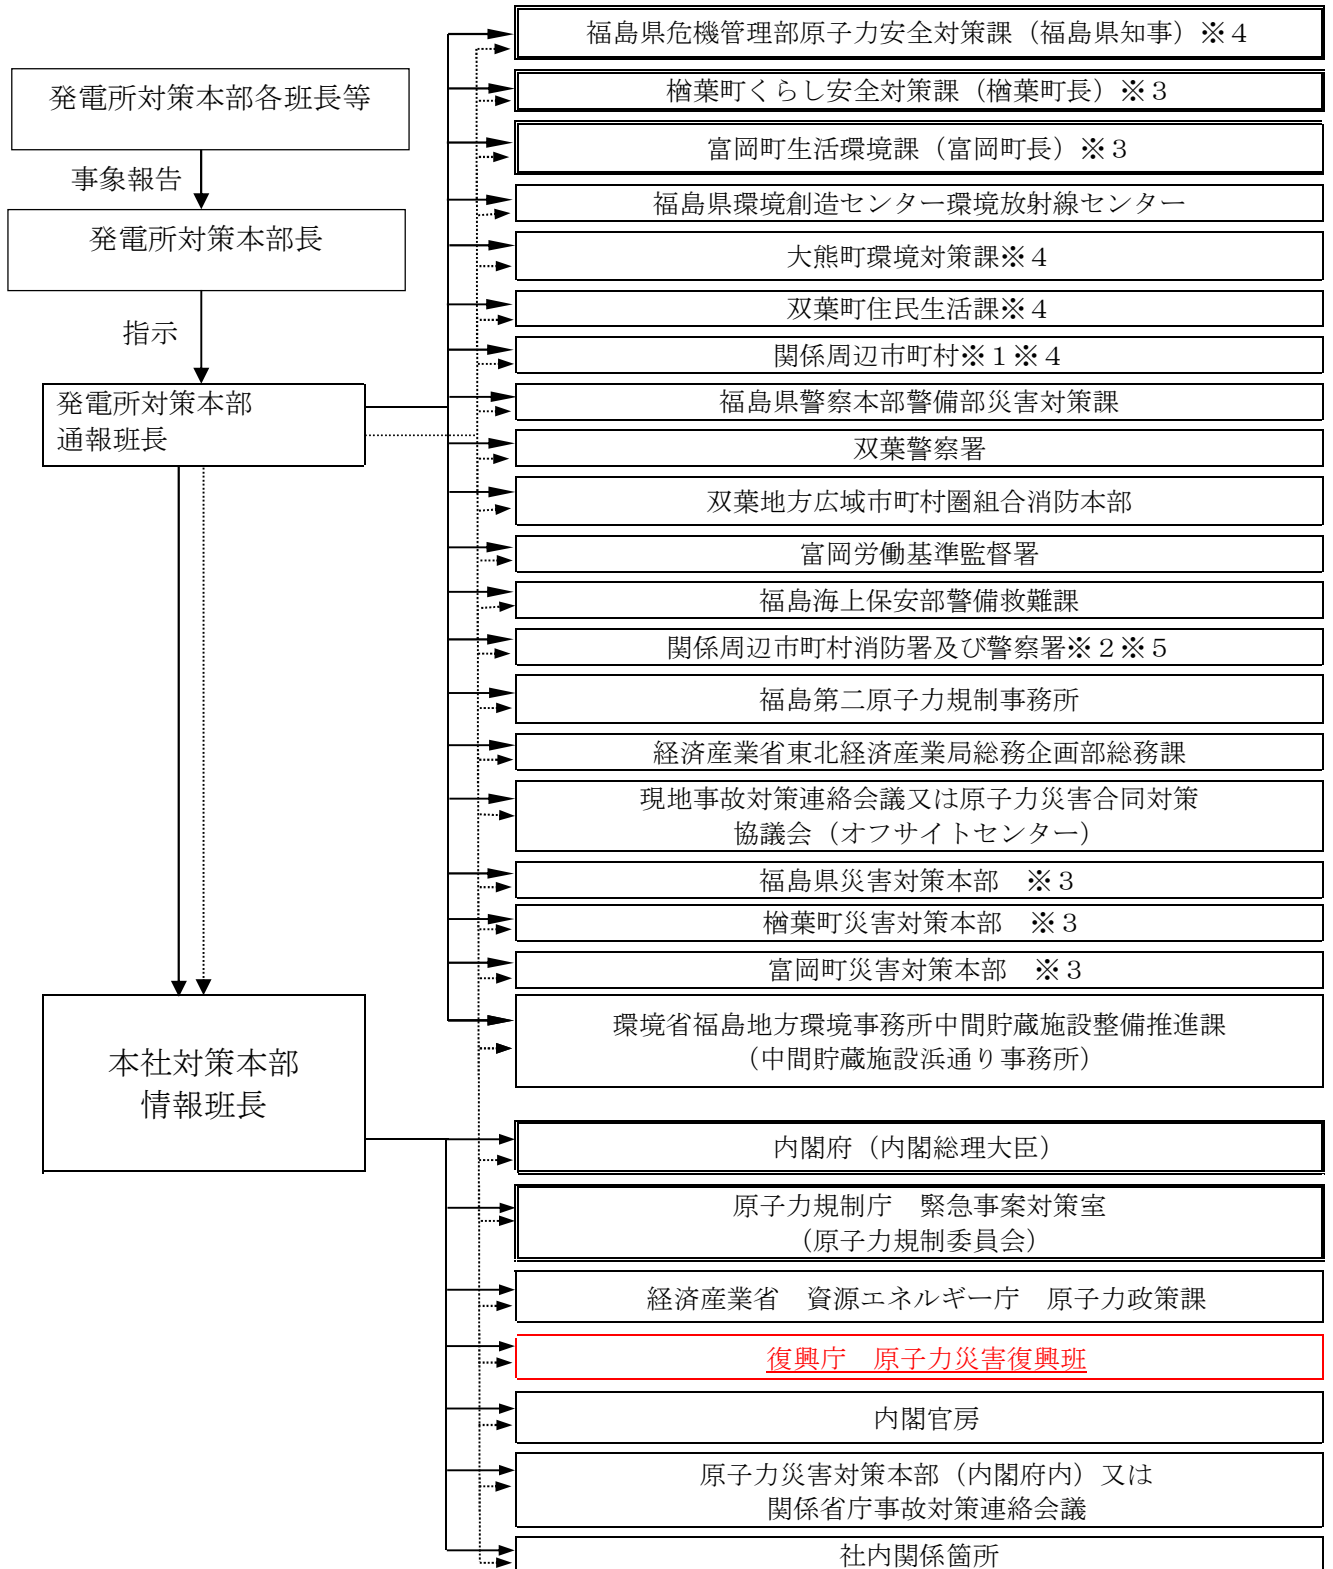 発電所対策本部各班長等
事象報告
発電所対策本部長
指示
発電所対策本部
通報班長
本社対策本部
情報班長
福島県危機管理部原子力安全対策課（福島県知事）※４
楢葉町くらし安全対策課（楢葉町長）※３
富岡町生活環境課（富岡町長）※３
福島県環境創造センター環境放射線センター
大熊町環境対策課※４
双葉町住民生活課※４
関係周辺市町村※１※４
福島県警察本部警備部災害対策課
双葉警察署
双葉地方広域市町村圏組合消防本部
富岡労働基準監督署
福島海上保安部警備救難課
関係周辺市町村消防署及び警察署※２※５
福島第二原子力規制事務所
経済産業省東北経済産業局総務企画部総務課
現地事故対策連絡会議又は原子力災害合同対策
協議会（オフサイトセンター）
福島県災害対策本部　※３
楢葉町災害対策本部　※３
富岡町災害対策本部　※３
環境省福島地方環境事務所中間貯蔵施設整備推進課
（中間貯蔵施設浜通り事務所）
内閣府（内閣総理大臣）
原子力規制庁　緊急事案対策室
（原子力規制委員会）
経済産業省　資源エネルギー庁　原子力政策課
復興庁　原子力災害復興班
内閣官房
原子力災害対策本部（内閣府内）又は
関係省庁事故対策連絡会議
社内関係箇所